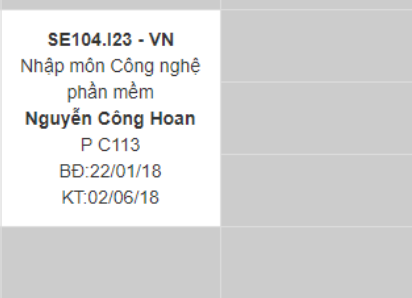 SE104.I23 - VN
Nhập môn Công nghệ
phần mềm
Nguyễn Công Hoan
P C113
BĐ:22/01/18
KT:02/06/18